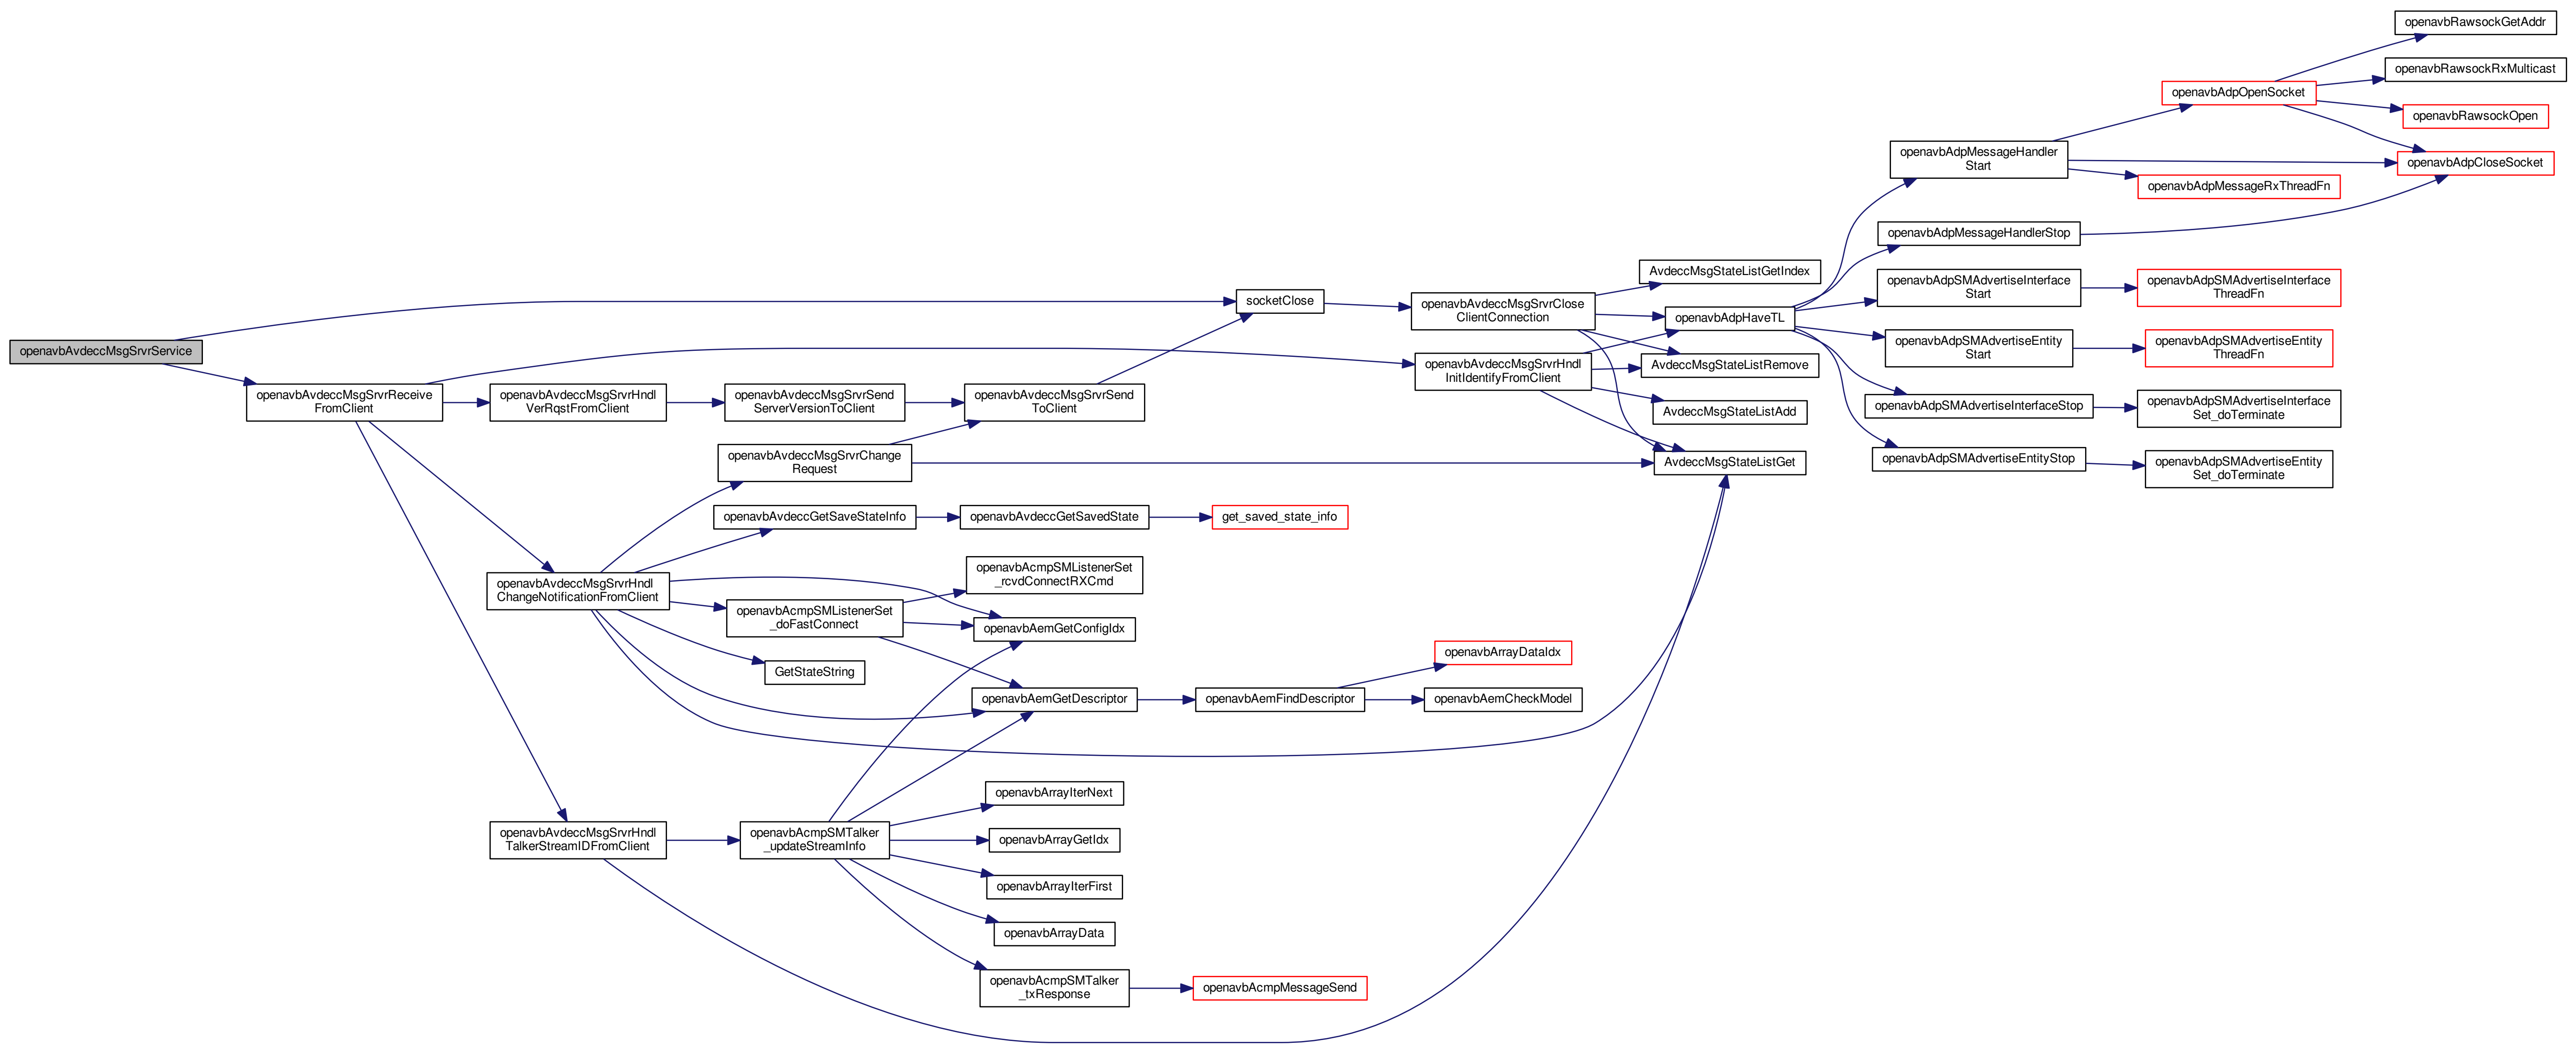 openavbRawsockGetAddr
openavbRawsockRxMulticast
openavbAdpOpenSocket
openavbRawsockOpen
openavbAdpMessageHandler
Start
openavbAdpCloseSocket
openavbAdpMessageRxThreadFn
openavbAdpMessageHandlerStop
AvdeccMsgStateListGetIndex
openavbAdpSMAdvertiseInterface
Start
openavbAdpSMAdvertiseInterface
ThreadFn
socketClose
openavbAvdeccMsgSrvrClose
ClientConnection
openavbAdpHaveTL
openavbAvdeccMsgSrvrService
openavbAdpSMAdvertiseEntity
Start
openavbAdpSMAdvertiseEntity
ThreadFn
openavbAvdeccMsgSrvrHndl
InitIdentifyFromClient
AvdeccMsgStateListRemove
openavbAvdeccMsgSrvrReceive
FromClient
openavbAvdeccMsgSrvrHndl
VerRqstFromClient
openavbAvdeccMsgSrvrSend
ServerVersionToClient
openavbAvdeccMsgSrvrSend
ToClient
AvdeccMsgStateListAdd
openavbAdpSMAdvertiseInterfaceStop
openavbAdpSMAdvertiseInterface
Set_doTerminate
openavbAvdeccMsgSrvrChange
Request
AvdeccMsgStateListGet
openavbAdpSMAdvertiseEntityStop
openavbAdpSMAdvertiseEntity
Set_doTerminate
openavbAvdeccGetSaveStateInfo
openavbAvdeccGetSavedState
get_saved_state_info
openavbAvdeccMsgSrvrHndl
ChangeNotificationFromClient
openavbAcmpSMListenerSet
_rcvdConnectRXCmd
openavbAcmpSMListenerSet
_doFastConnect
openavbAemGetConfigIdx
GetStateString
openavbArrayDataIdx
openavbAemGetDescriptor
openavbAemFindDescriptor
openavbAemCheckModel
openavbArrayIterNext
openavbAvdeccMsgSrvrHndl
TalkerStreamIDFromClient
openavbAcmpSMTalker
_updateStreamInfo
openavbArrayGetIdx
openavbArrayIterFirst
openavbArrayData
openavbAcmpSMTalker
_txResponse
openavbAcmpMessageSend